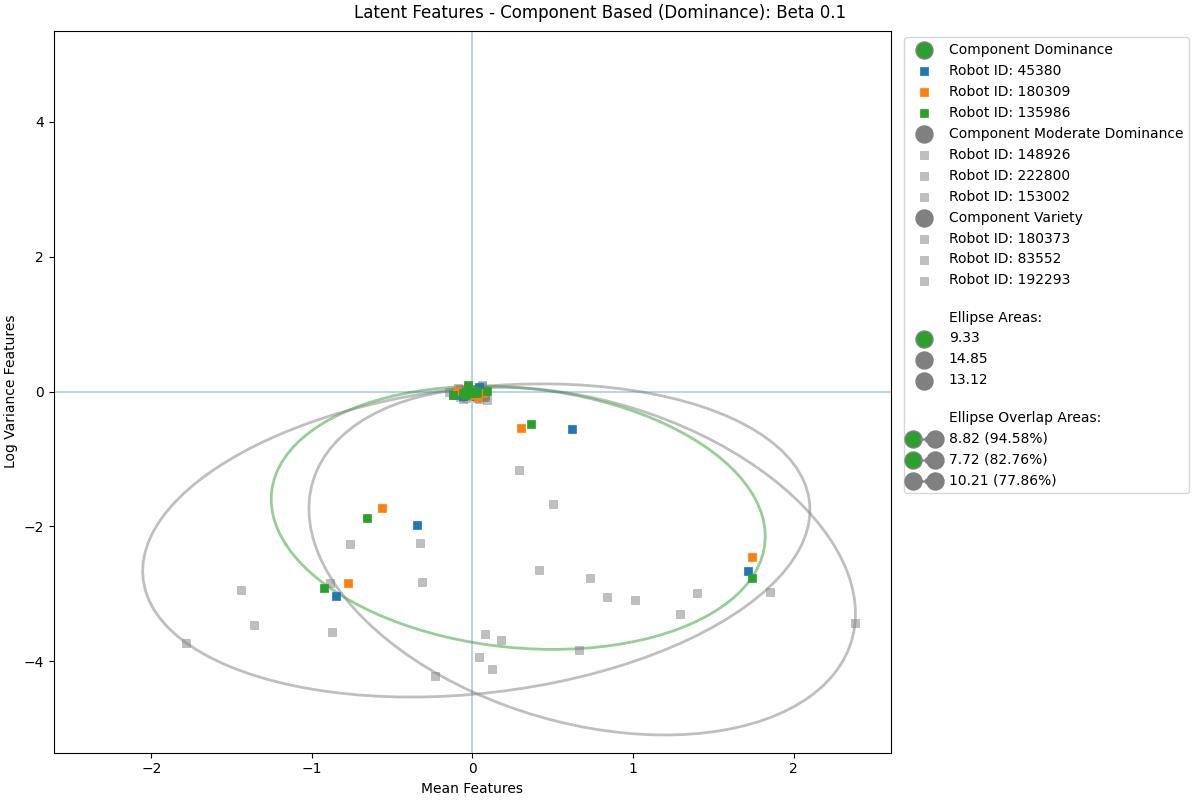 Latent Features - Component Based (Dominance): Beta 0.1
Log Variance Features
4
2
0
−2
−4
−2
−1
0
1
2
Mean Features
Component Dominance
Robot ID: 45380
Robot ID: 180309
Robot ID: 135986
Component Moderate Dominance
Robot ID: 148926
Robot ID: 222800
Robot ID: 153002
Component Variety
Robot ID: 180373
Robot ID: 83552
Robot ID: 192293
Ellipse Areas:
9.33
14.85
13.12
Ellipse Overlap Areas:
8.82 (94.58%)
7.72 (82.76%)
10.21 (77.86%)